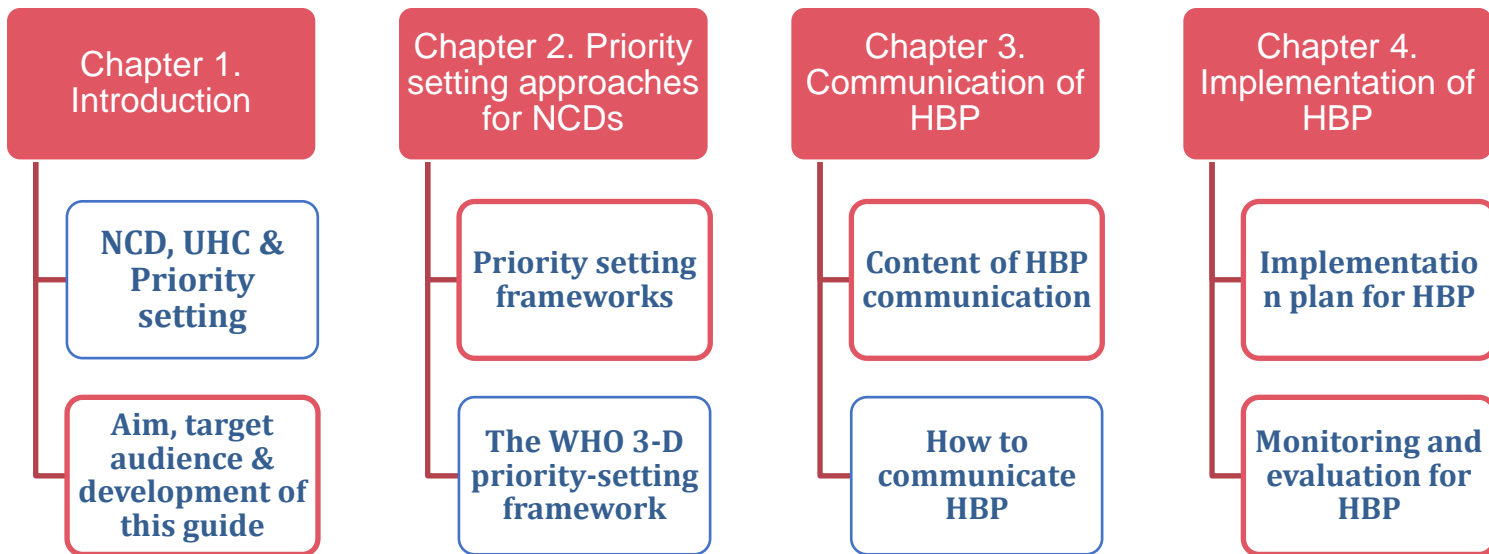 Chapter 1.
Introduction
NCD, UHC &
Priority
setting
Aim, target
audience &
development of
this guide
Chapter 2. Priority
setting approaches
for NCDs
Priority setting
frameworks
The WHO 3-D
priority-setting
framework
Chapter 3.
Communication of
HBP
Content of HBP
communication
How to
communicate
HBP
Chapter 4.
Implementation of
HBP
Implementatio
n plan for HBP
Monitoring and
evaluation for
HBP